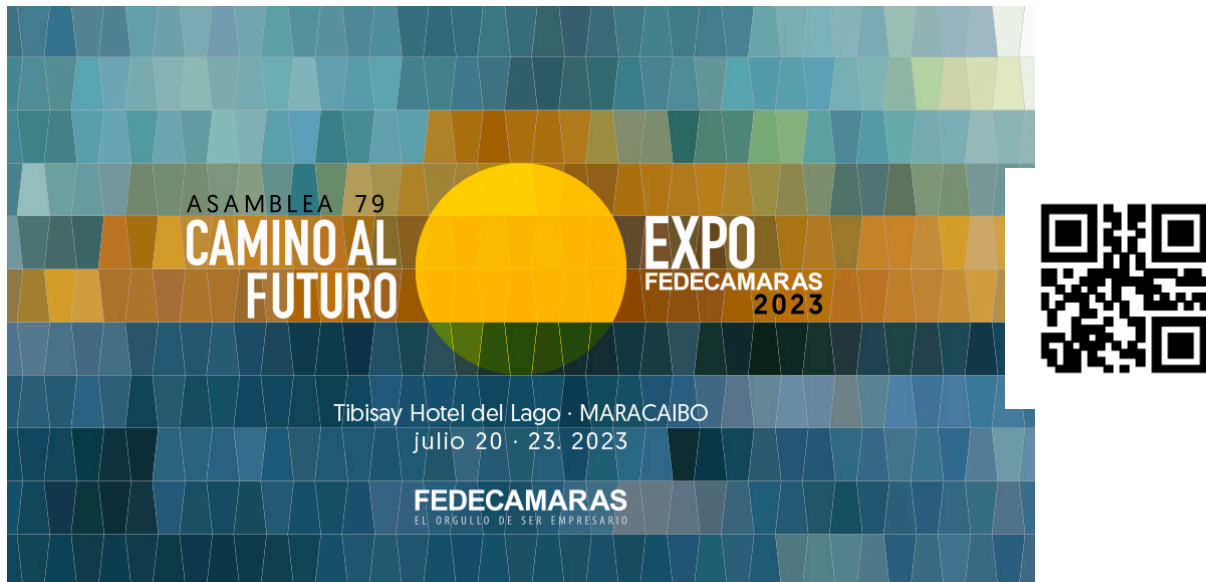 ASAMBLEA 79
CAMINO AL
FUTURO
EXPO
FEDECAMARAS
2023
Tibisay Hotel del Lago · MARACAIBO
julio 20 · 23. 2023
FEDECAMARAS
EL ORGULLO DE SER EMPRESARIO